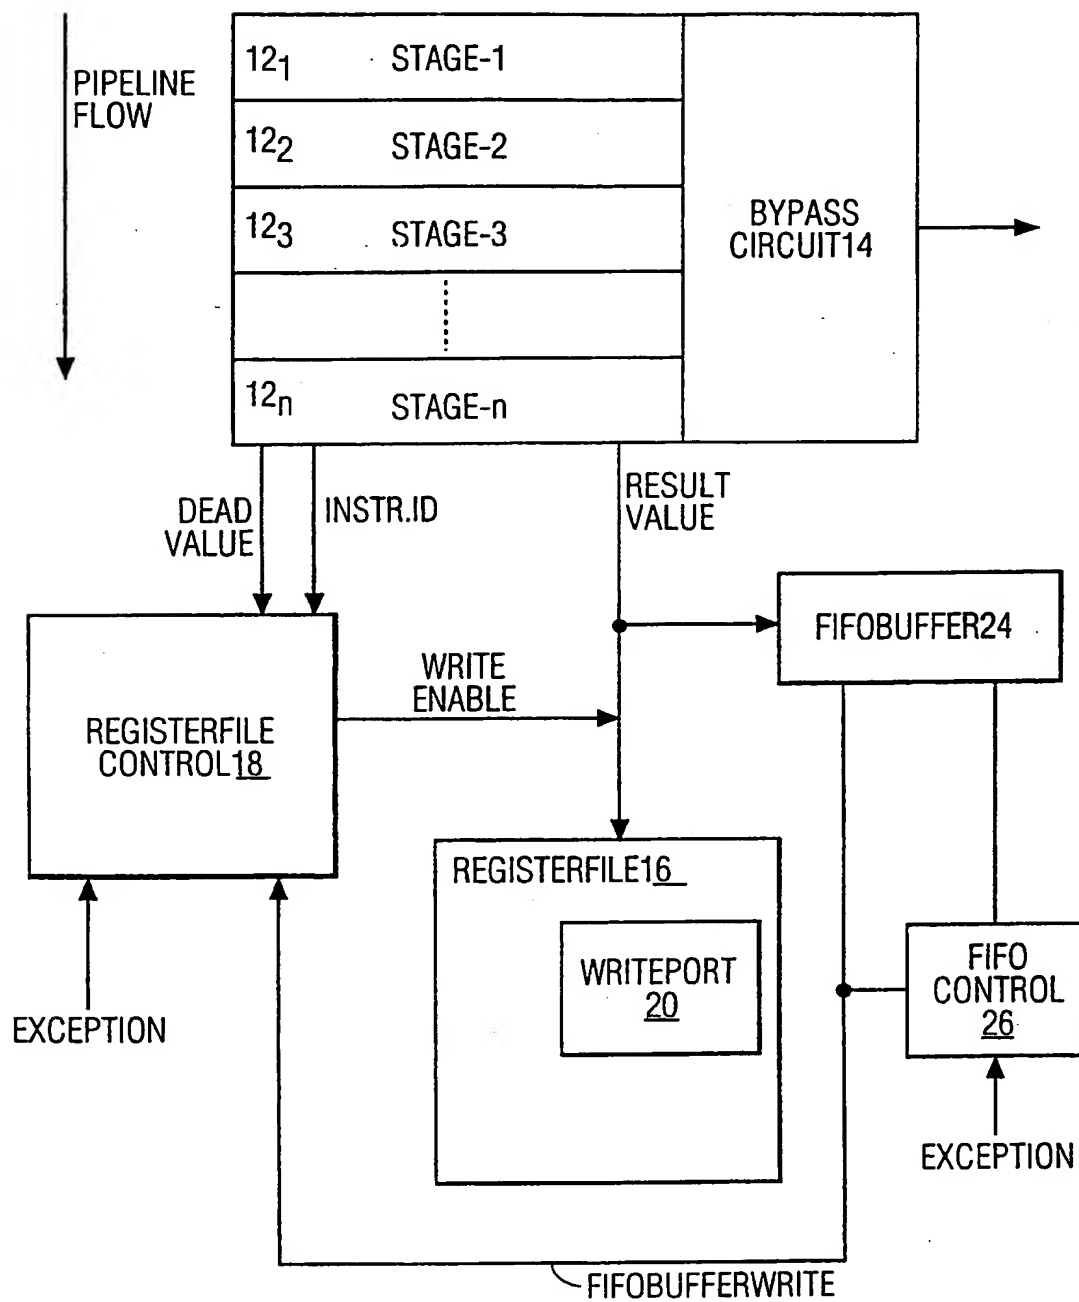 PIPELINE
FLOW
12₁ STAGE-1
12₂ STAGE-2
12₃ STAGE-3
12ₙ STAGE-n
BYPASS
CIRCUIT14
DEAD
VALUE
INSTR.ID
RESULT
VALUE
FIFOBUFFER24
WRITE
ENABLE
REGISTERFILE
CONTROL18
REGISTERFILE16
WRITEPORT
20
FIFO
CONTROL
26
EXCEPTION
EXCEPTION
FIFOBUFFERWRITE